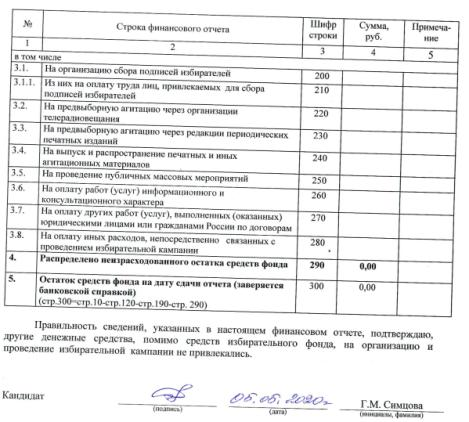 № Строка финансового отчета Шифр строки Сумма, руб. Примечание
1 2 3 4 5
в том числе
3.1. На организацию сбора подписей избирателей 200
3.1.1. Из них на оплату труда лиц, привлекаемых для сбора
подписей избирателей 210
3.2. На предвыборную агитацию через организации
телерадиовещания 220
3.3. На предвыборную агитацию через редакции периодических
печатных изданий 230
3.4. На выпуск и распространение печатных и иных
агитационных материалов 240
3.5. На проведение публичных массовых мероприятий 250
3.6. На оплату работ (услуг) информационного и
консультационного характера 260
3.7. На оплату других работ (услуг), выполненных (оказанных)
юридическими лицами или гражданами России по договорам 270
3.8. На оплату иных расходов, непосредственно связанных с
проведением избирательной кампании 280
4. Распределено неизрасходованного остатка средств фонда 290 0,00
5. Остаток средств фонда на дату сдачи отчета (заверяется
банковской справкой) 300 0,00
(стр.300=стр.10-стр.120-стр.190-стр. 290)
Правильность сведений, указанных в настоящем финансовом отчете, подтверждаю,
другие денежные средства, помимо средств избирательного фонда, на организацию и
проведение избирательной кампании не привлекались.
Кандидат 05.05.2020г. Г.М. Симцова
(подпись) (дата) (инициалы, фамилия)